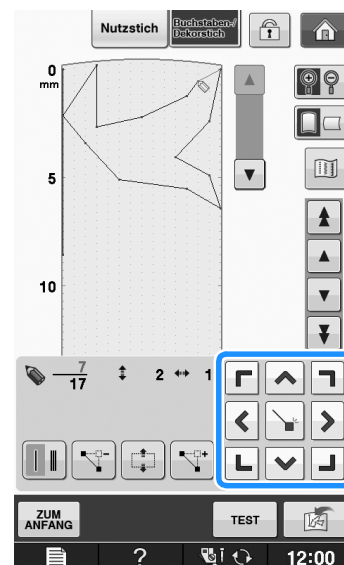 Nutzstich
Buchstaben-/
Dekorstich
0
mm
5
10
7
17
2
1
ZUM
ANFANG
TEST
?
12:00